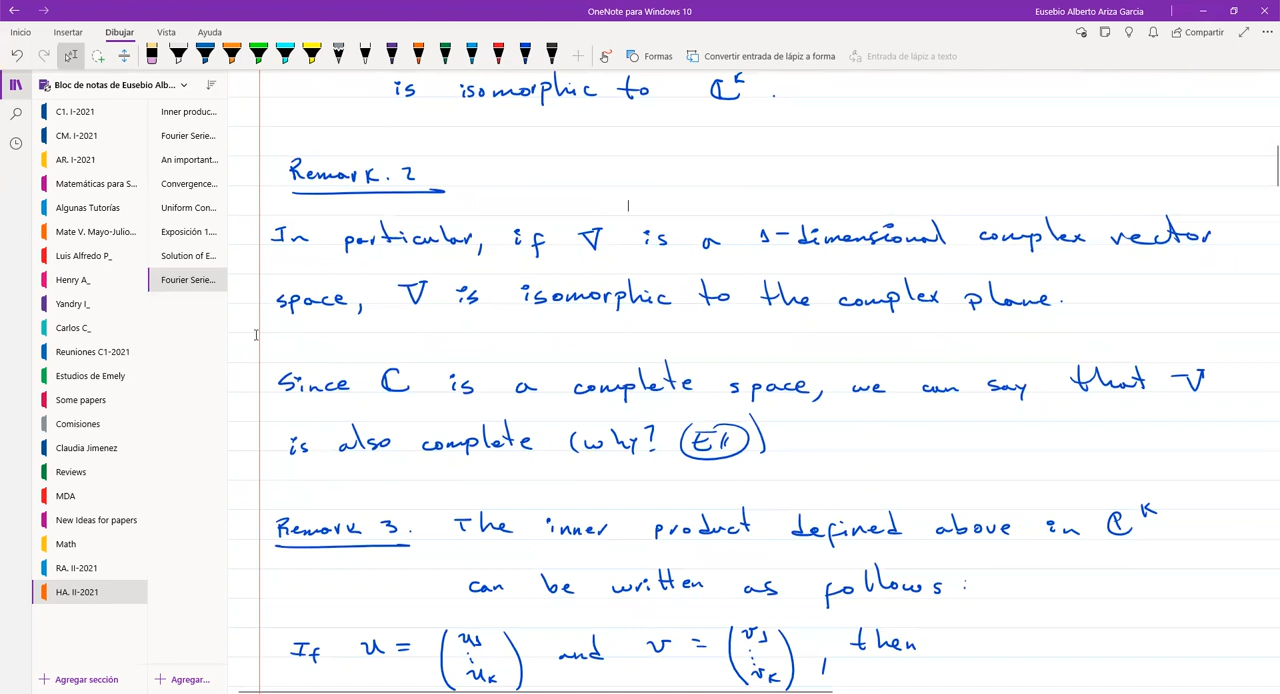 OneNote para Windows 10
Eusebio Alberto Ariza Garcia
Inicio Insertar Dibujar Vista Ayuda
Compartir
Formas Convertir entrada de lápiz a forma Entrada de lápiz a texto
Bloc de notas de Eusebio Alb...
C1. I-2021
CM. I-2021
AR. I-2021
Matemáticas para S...
Algunas Tutorías
Mate V. Mayo-Julio...
Luis Alfredo P_
Henry A_
Yandry I_
Carlos C_
Reuniones C1-2021
Estudios de Emely
Some papers
Comisiones
Claudia Jimenez
Reviews
MDA
New Ideas for papers
Math
RA. II-2021
HA. II-2021
Agregar sección
Inner produc...
Fourier Serie...
An important...
Convergence...
Uniform Con...
Exposición 1....
Solution of E...
Fourier Serie...
Agregar...
is isomorphic to ℂ^k.
Remark. 2
In particular, if V is a 1-dimensional complex vector
space, V is isomorphic to the complex plane.
Since ℂ is a complete space, we can say that V
is also complete (why? E11)
Remark 3. The inner product defined above in ℂ^k
can be written as follows:
If u = (u1 ⋮ uk) and v = (v1 ⋮ vk), then